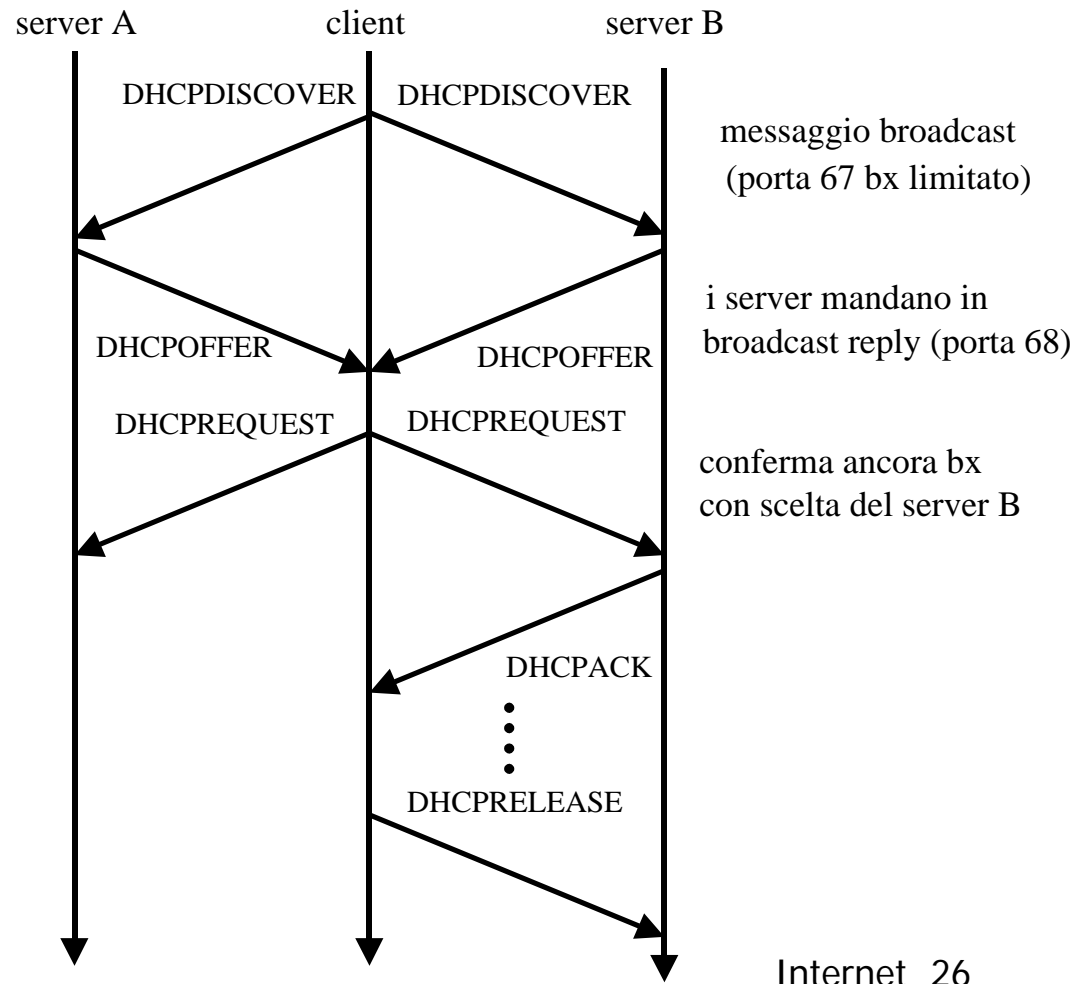 server A client server B
DHCPDISCOVER DHCPDISCOVER
messaggio broadcast
(porta 67 bx limitato)
i server mandano in
broadcast reply (porta 68)
DHCPOFFER DHCPOFFER
DHCPREQUEST DHCPREQUEST
conferma ancora bx
con scelta del server B
DHCPACK
DHCPRELEASE
Internet 26